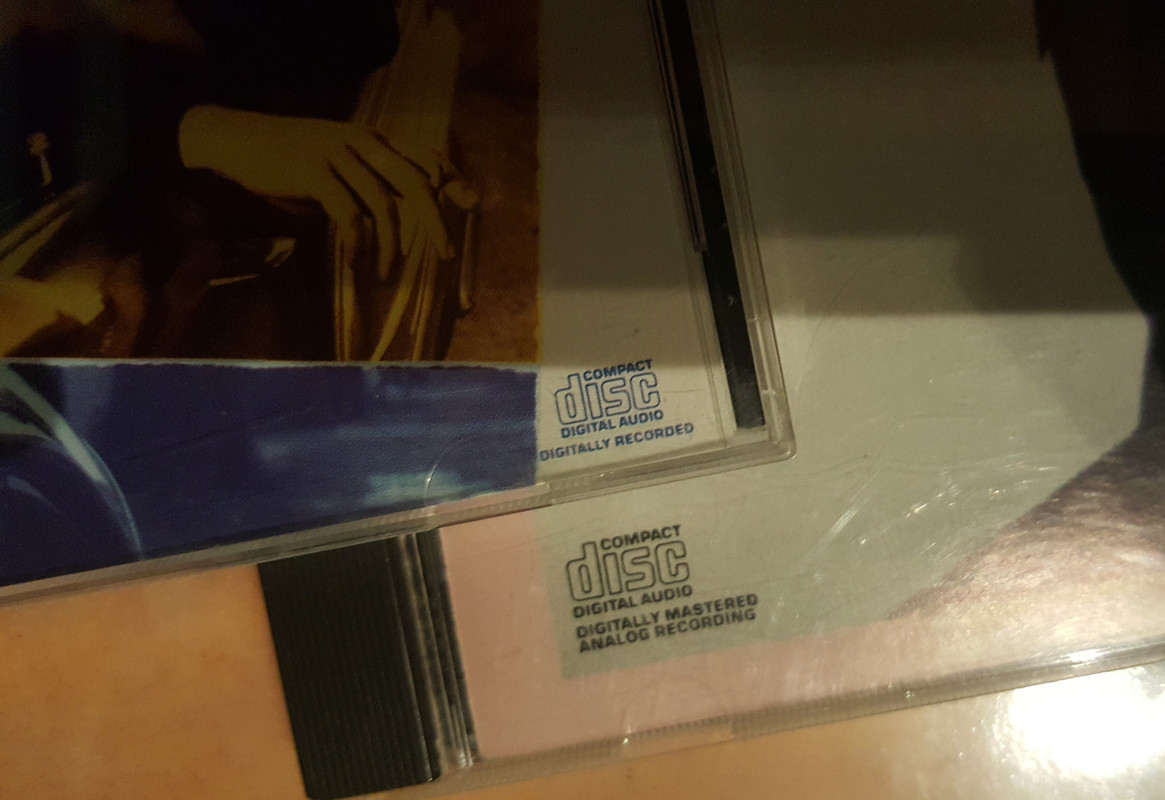 COMPACT
disc
DIGITAL AUDIO
DIGITALLY RECORDED
COMPACT
disc
DIGITAL AUDIO
DIGITALLY MASTERED
ANALOG RECORDING